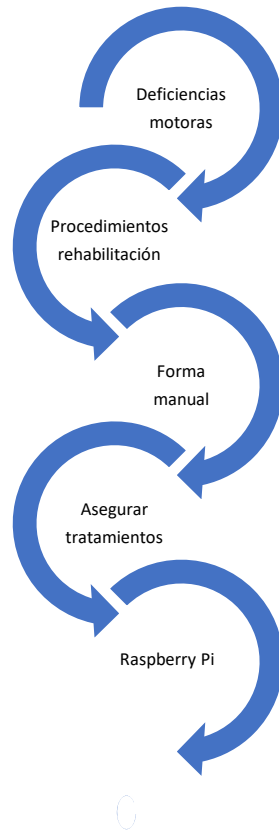 Deficiencias
motoras
Procedimientos
rehabilitación
Forma
manual
Asegurar
tratamientos
Raspberry Pi